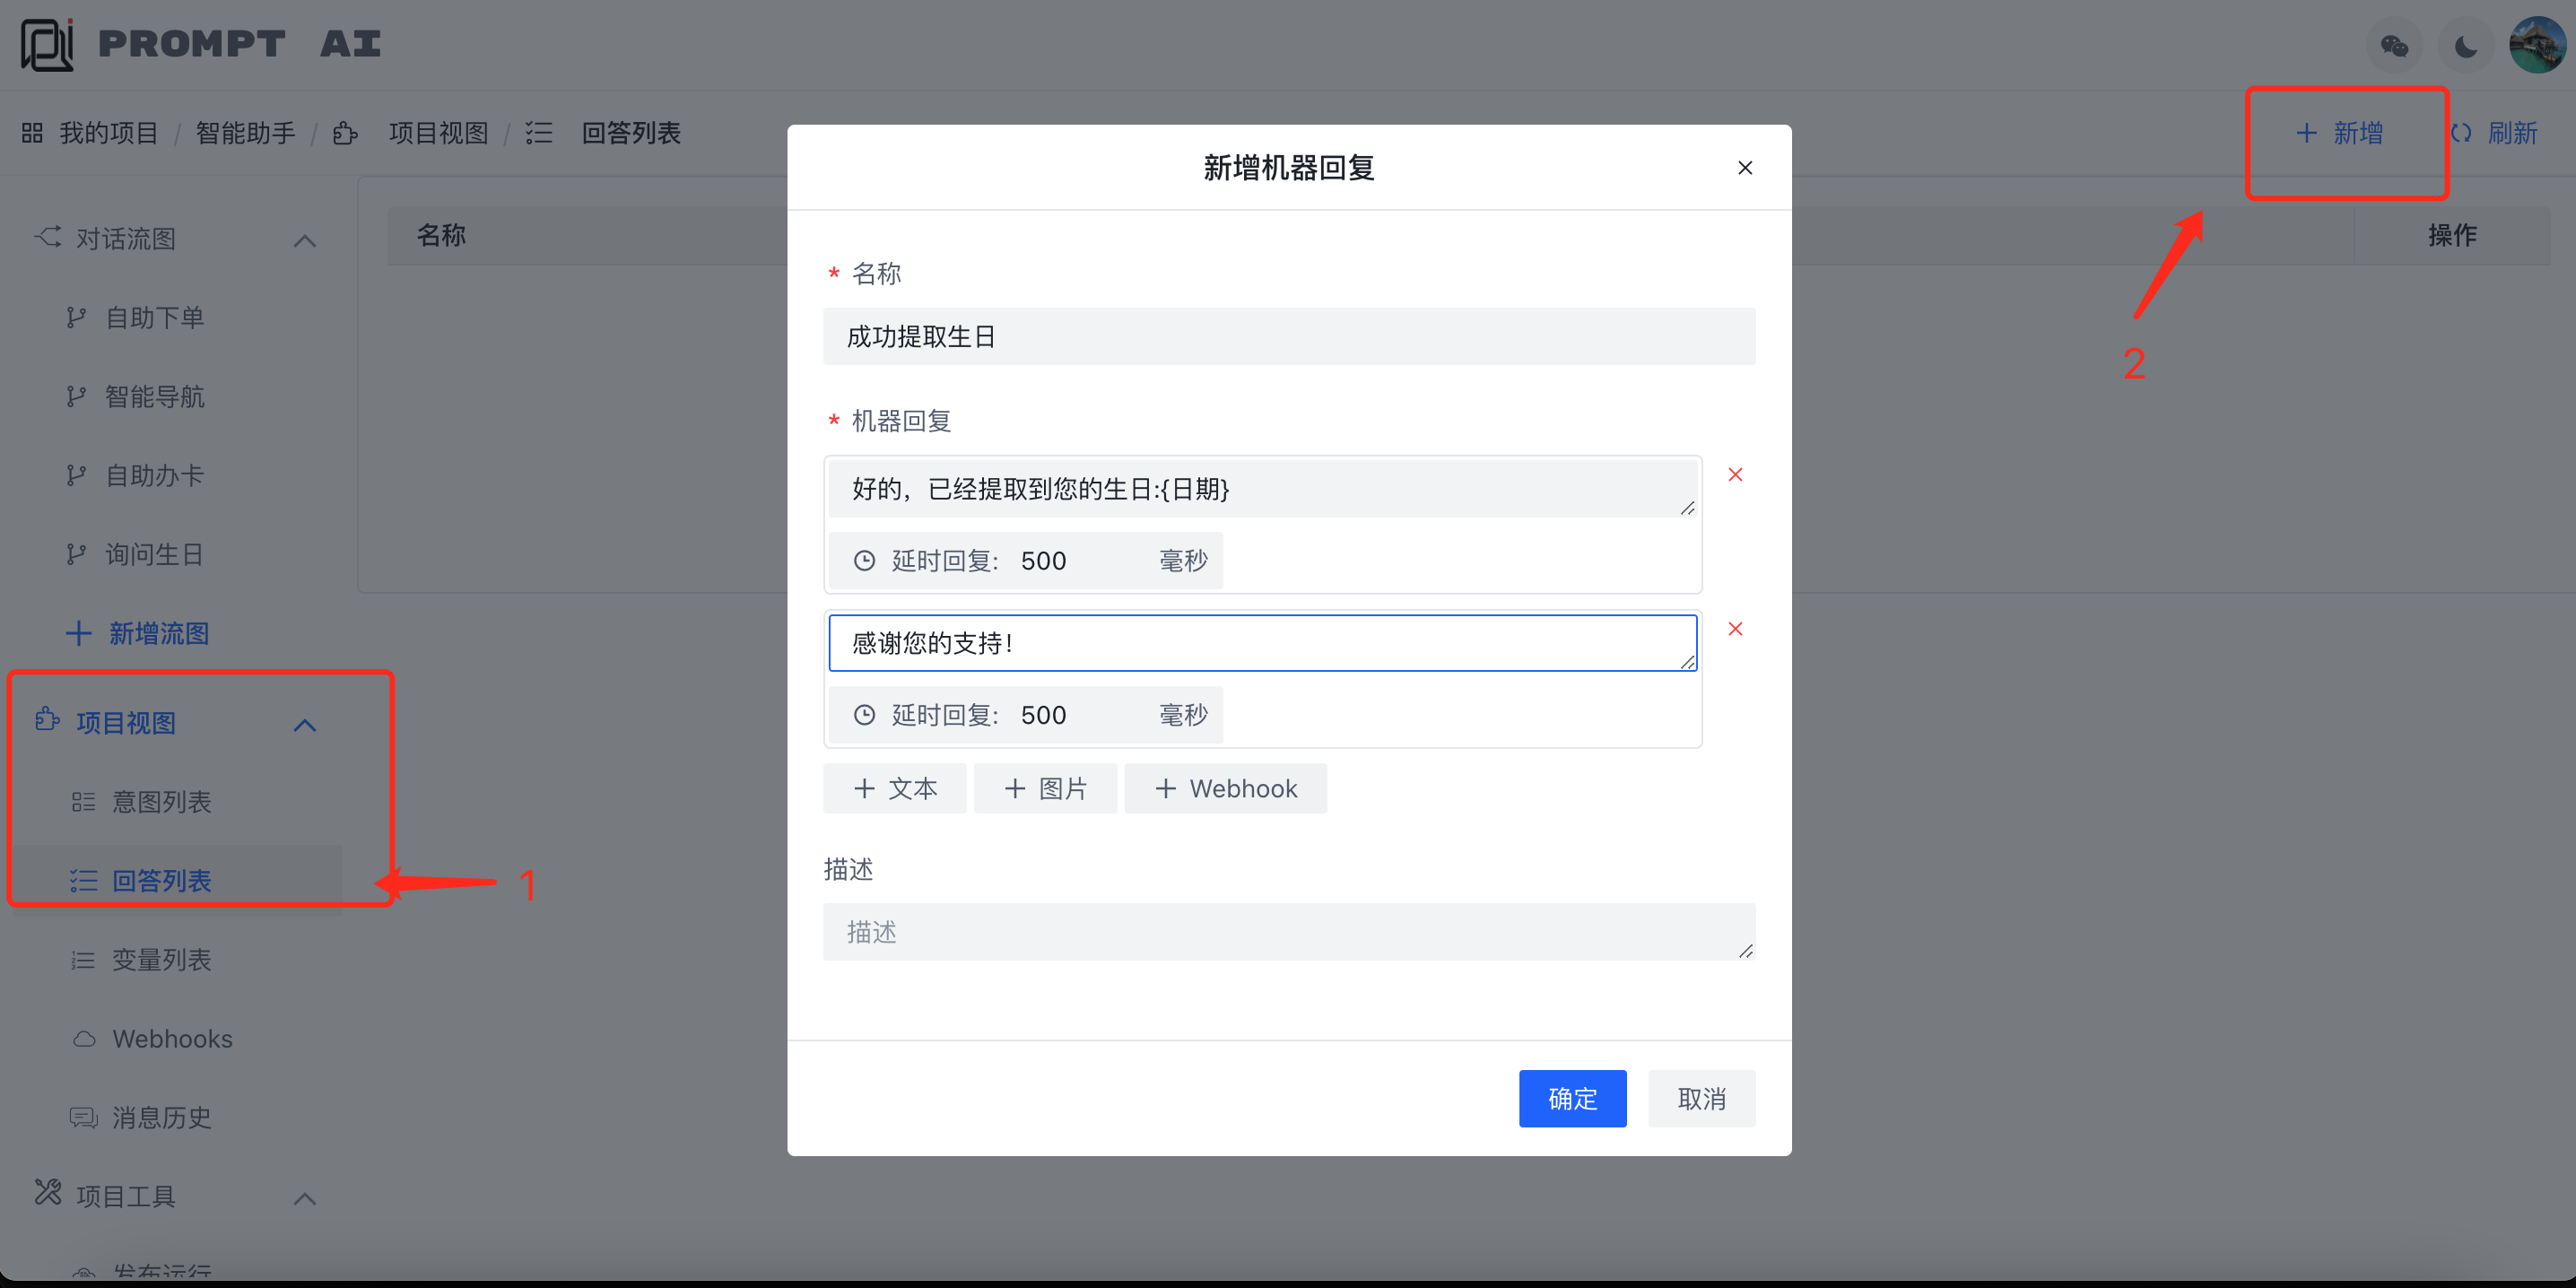 PROMPT AI
我的项目 / 智能助手 / 项目视图 / 回答列表
+ 新增
刷新
对话流图
自助下单
智能导航
自助办卡
询问生日
+ 新增流图
项目视图
意图列表
回答列表
变量列表
Webhooks
消息历史
项目工具
发布运行
名称
操作
1
2
新增机器回复
* 名称
成功提取生日
* 机器回复
好的，已经提取到您的生日:{日期}
延时回复: 500 毫秒
感谢您的支持！
延时回复: 500 毫秒
+ 文本 + 图片 + Webhook
描述
描述
确定 取消